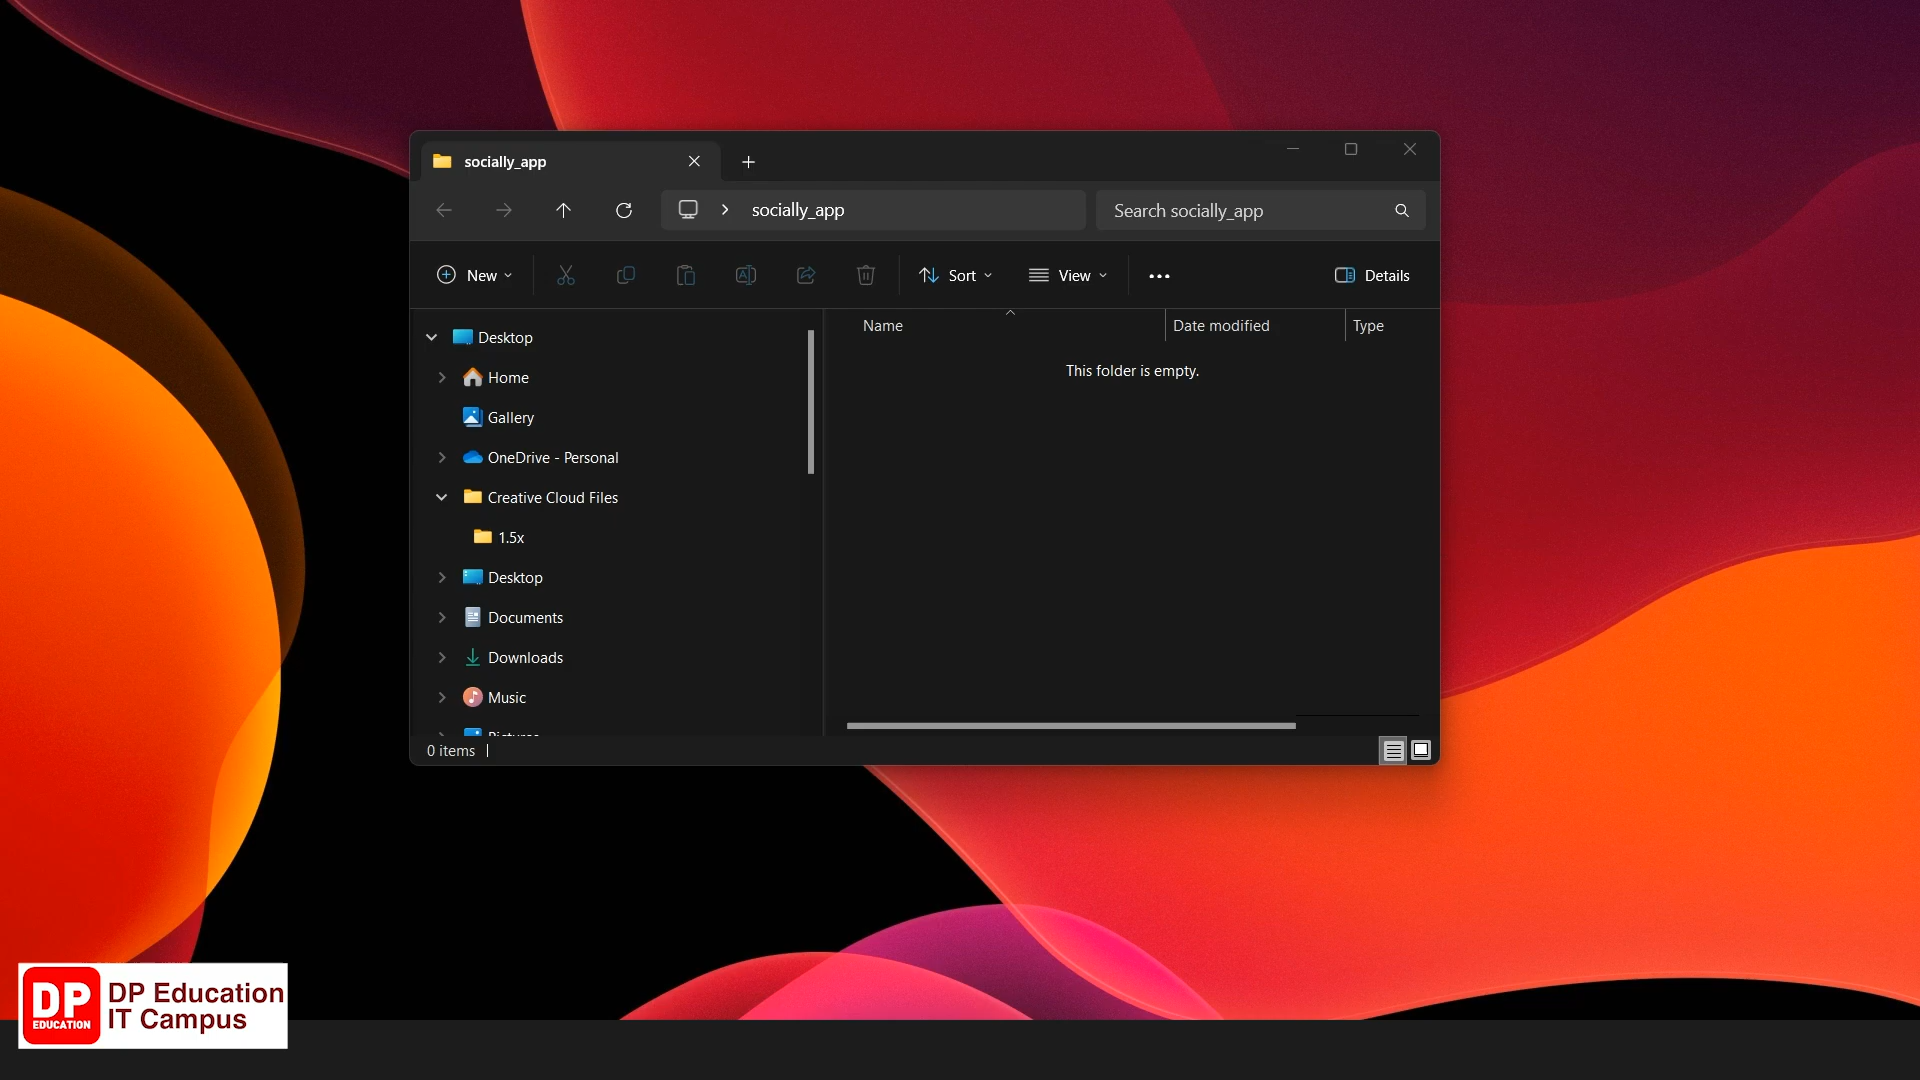 socially_app
socially_app
Search socially_app
New
Sort
View
Details
Desktop
Home
Gallery
OneDrive - Personal
Creative Cloud Files
1.5x
Desktop
Documents
Downloads
Music
Pictures
Name
Date modified
Type
This folder is empty.
0 items
DP
EDUCATION
DP Education
IT Campus